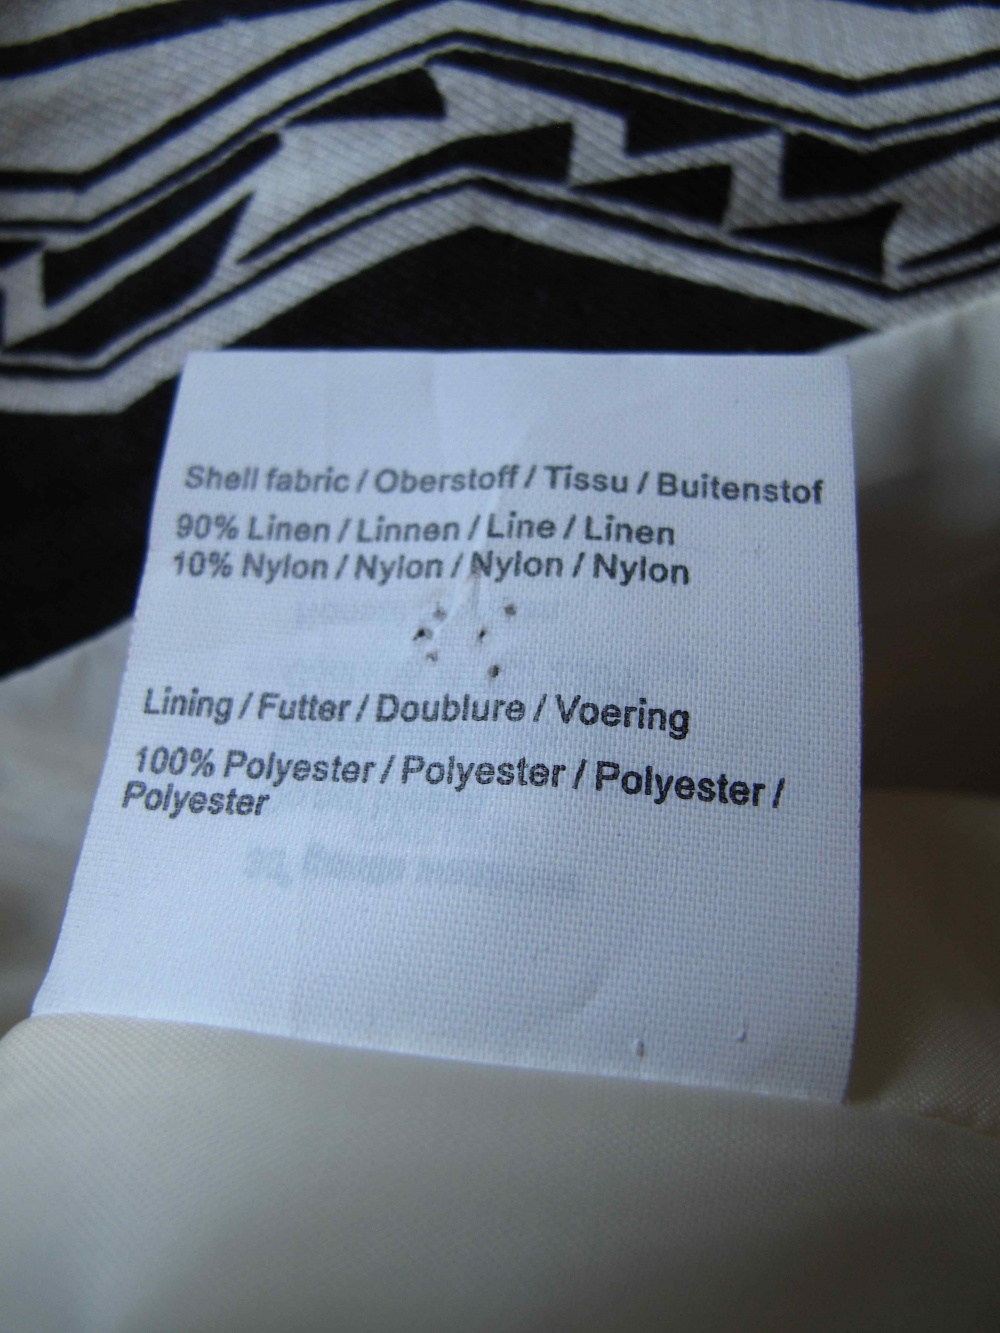 Shell fabric / Oberstoff / Tissu / Buitenstof
90% Linen / Linnen / Line / Linen
10% Nylon / Nylon / Nylon / Nylon
Lining / Futter / Doublure / Voering
100% Polyester / Polyester / Polyester /
Polyester